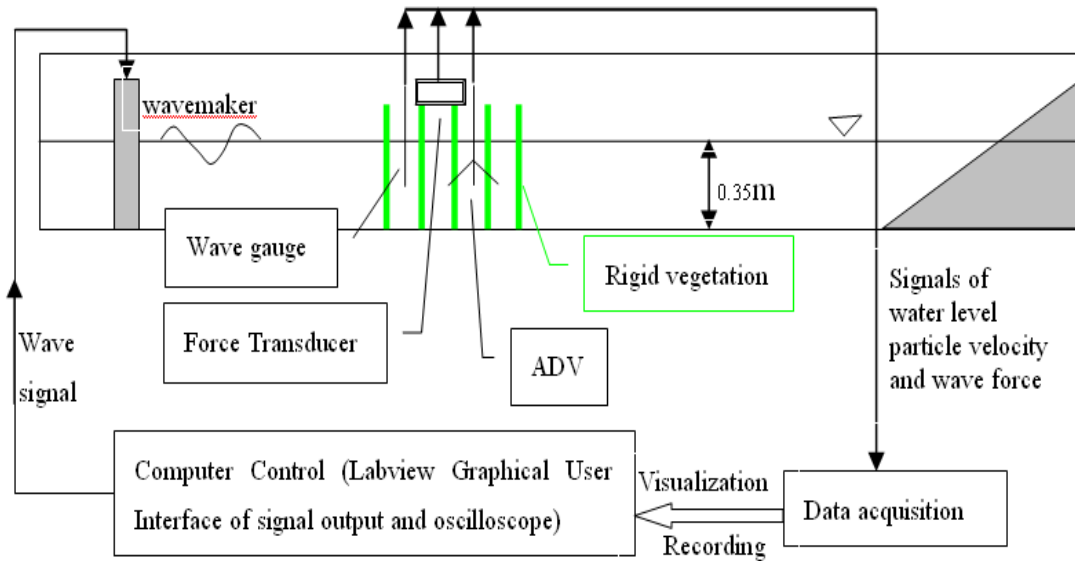 wavemaker
0.35m
Wave gauge
Rigid vegetation
Force Transducer
ADV
Signals of
water level
particle velocity
and wave force
Wave
signal
Computer Control (Labview Graphical User
Interface of signal output and oscilloscope)
Visualization
Recording
Data acquisition